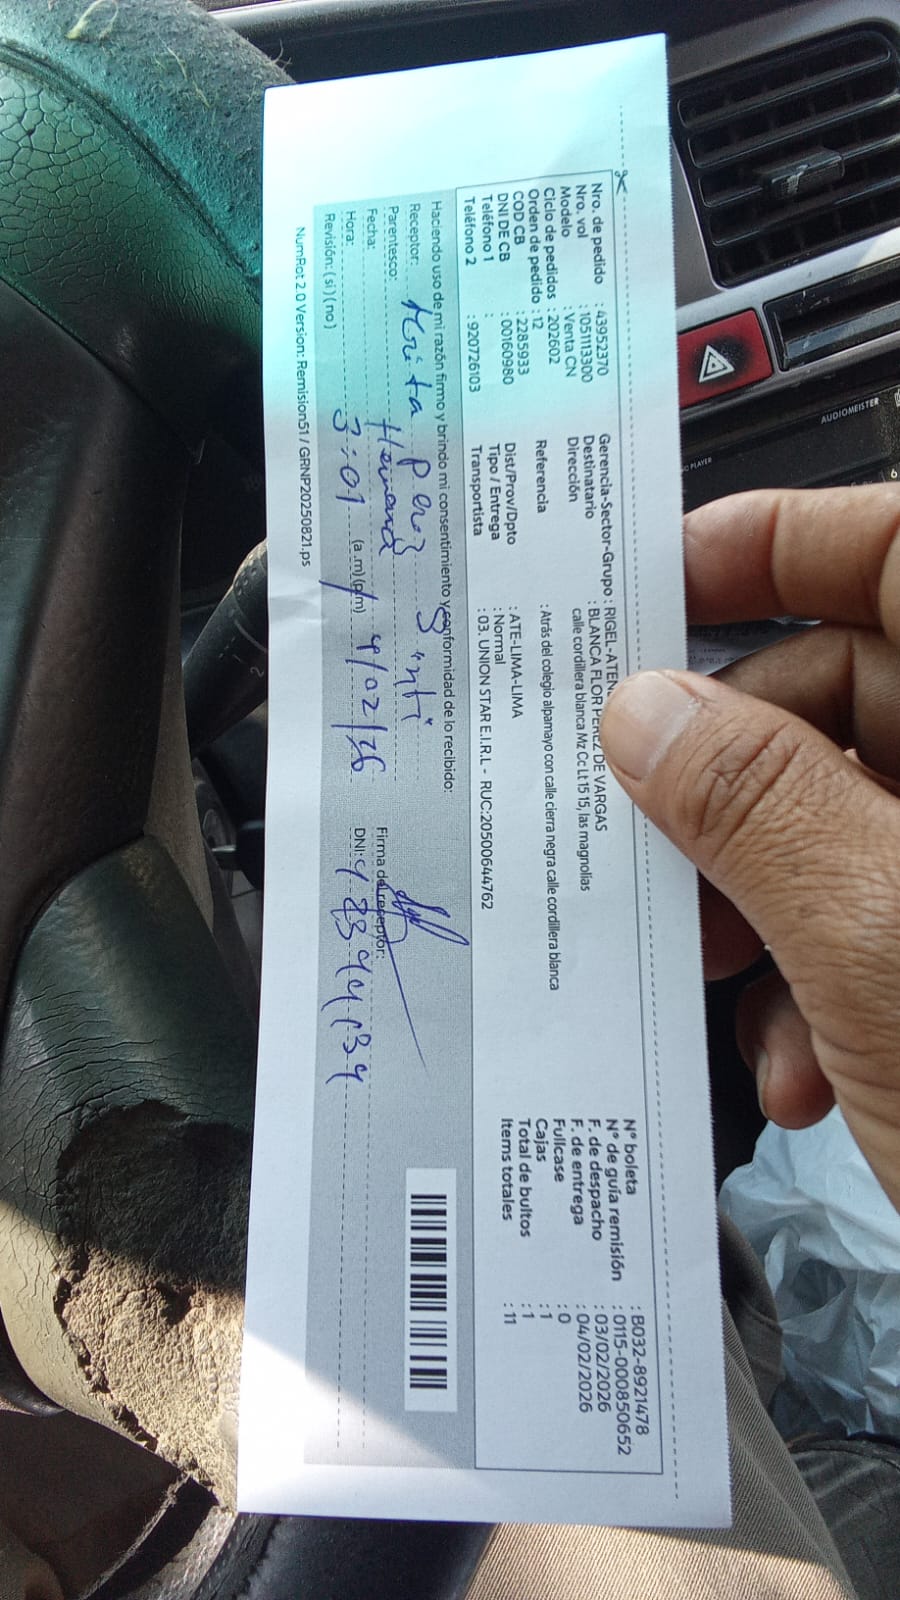 Nro. de pedido : 43952370
Nro. vol : 1051113300
Modelo : Venta CN
Ciclo de pedidos : 202602
Orden de pedido : 12
COD CB : 2285933
DNI DE CB : 00160980
Teléfono 1 :
Teléfono 2 : 920726103
Gerencia-Sector-Grupo : RIGEL-ATEN
Destinatario : BLANCA FLOR PEREZ DE VARGAS
Dirección calle cordillera blanca Mz Cc Lt 15 15, las magnolias
Referencia : Atrás del colegio alpamayo con calle cierra negra calle cordillera blanca
Dist/Prov/Dpto : ATE-LIMA-LIMA
Tipo / Entrega : Normal
Transportista : 03. UNION STAR E.I.R.L - RUC:20500644762
N° boleta : B032-8921478
N° de guía remisión : 0115-000850652
F. de despacho : 03/02/2026
F. de entrega : 04/02/2026
Fullcase : 0
Cajas : 1
Total de bultos : 1
Items totales : 11
Haciendo uso de mi razón firmo y brindo mi consentimiento y conformidad de lo recibido:
Receptor: Perez
Parentesco: Hermana
Fecha: 4/02/26
Hora: 3:01 (a .m)(p/m)
Revisión: (si) (no)
Firma del receptor:
DNI:
NumRot 2.0 Version: Remision51 / GRNP20250821.ps
AUDIOMEISTER
PLAYER
6
2